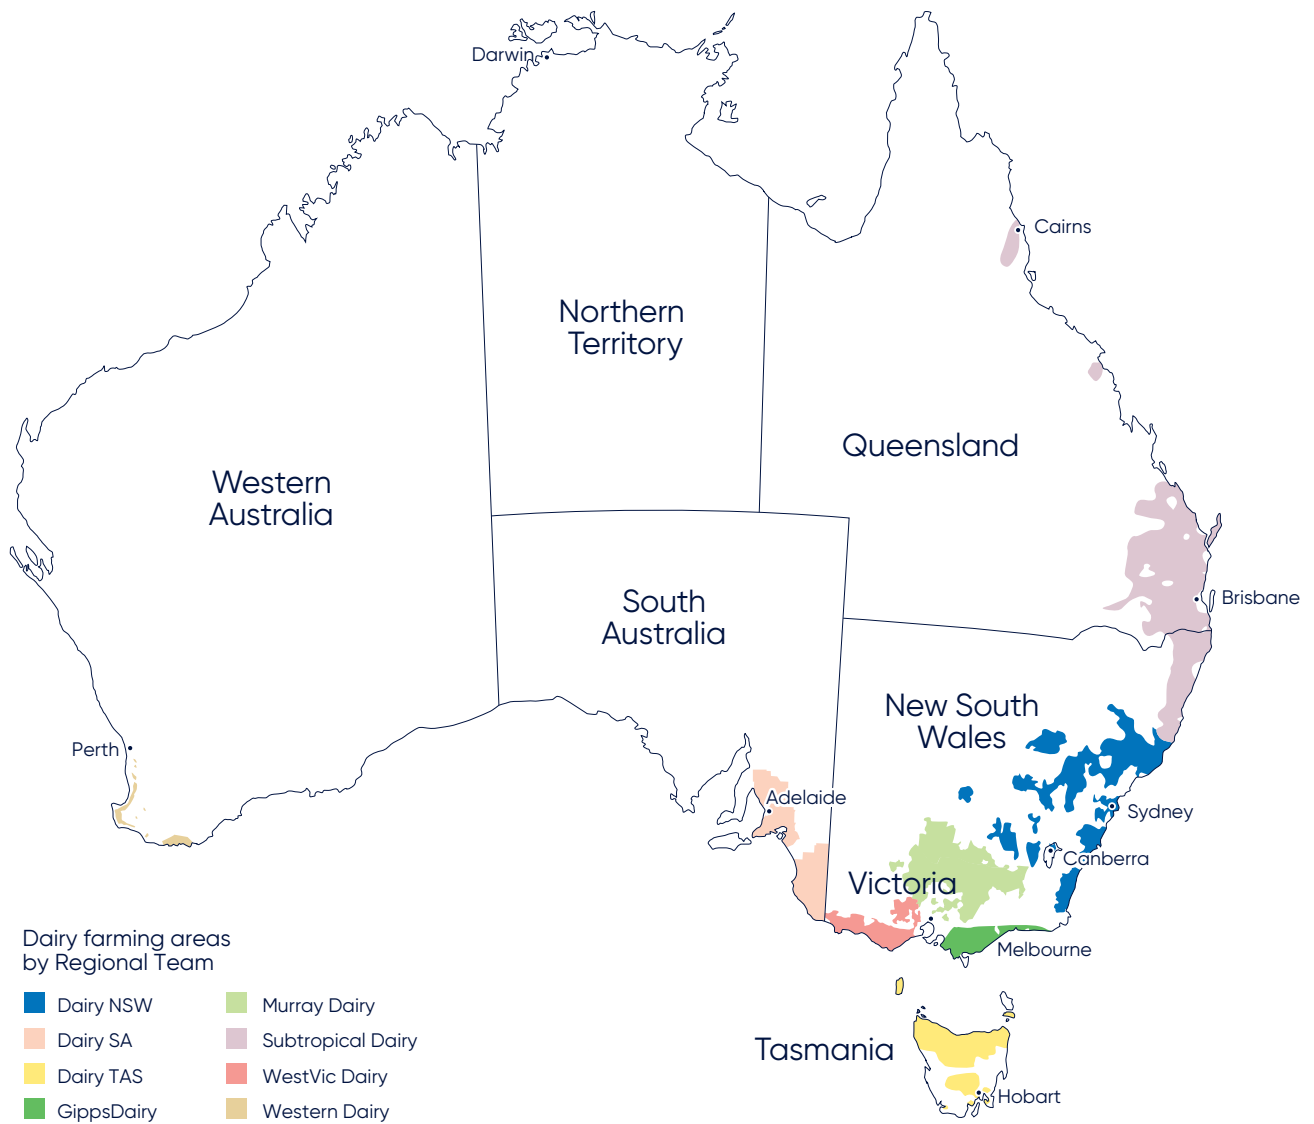 Darwin
Cairns
Northern
Territory
Queensland
Western
Australia
South
Australia
Brisbane
New South
Wales
Perth
Adelaide
Sydney
Canberra
Victoria
Melbourne
Dairy farming areas
by Regional Team
Dairy NSW
Murray Dairy
Dairy SA
Subtropical Dairy
Dairy TAS
WestVic Dairy
GippsDairy
Western Dairy
Tasmania
Hobart